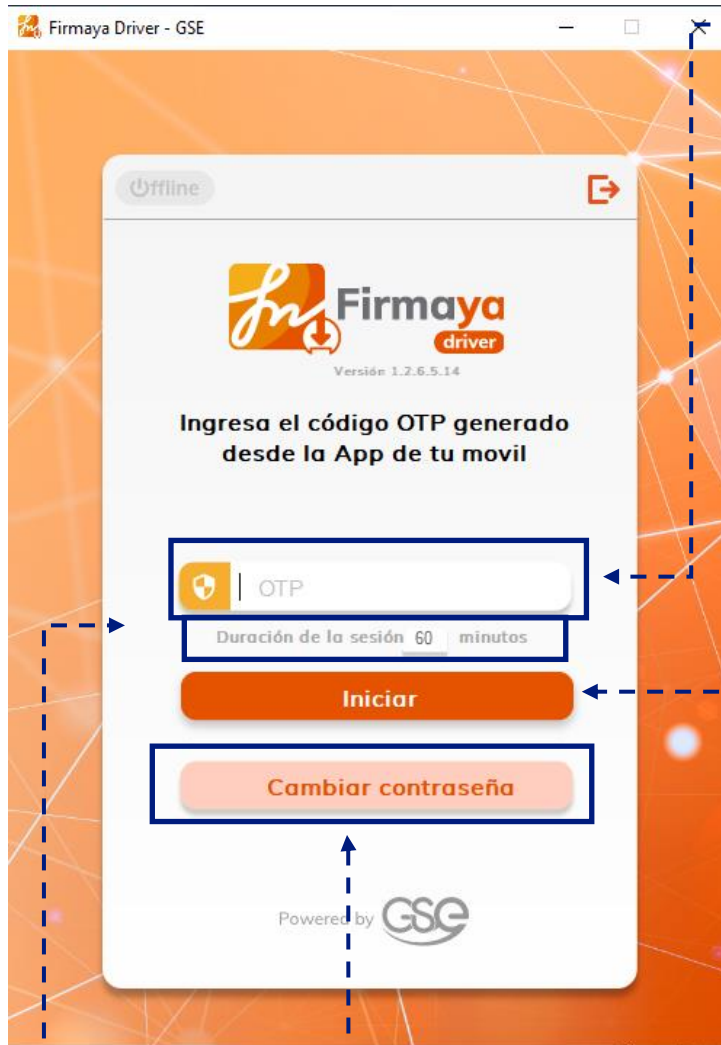 Firmaya Driver - GSE
Offline
Firmaya
driver
Versión 1.2.6.5.14
Ingresa el código OTP generado
desde la App de tu movil
OTP
Duración de la sesión 60 minutos
Iniciar
Cambiar contraseña
Powered by GSE